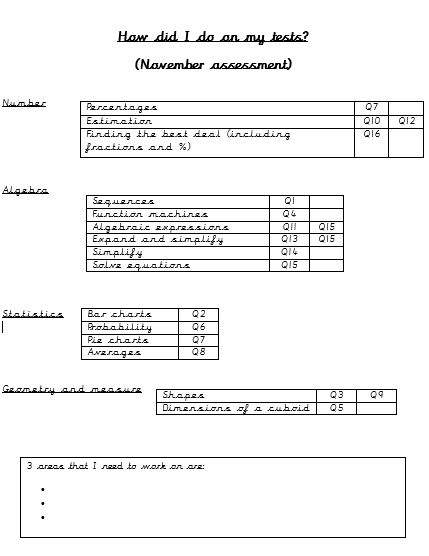 How did I do on my tests?
(November assessment)
Number
Percentages Q7
Estimation Q10 Q12
Finding the best deal (including Q16
fractions and %)
Algebra
Sequences Q1
Function machines Q4
Algebraic expressions Q11 Q15
Expand and simplify Q13 Q15
Simplify Q14
Solve equations Q15
Statistics
Bar charts Q2
Probability Q6
Pie charts Q7
Averages Q8
Geometry and measure
Shapes Q3 Q9
Dimensions of a cuboid Q5
3 areas that I need to work on are: